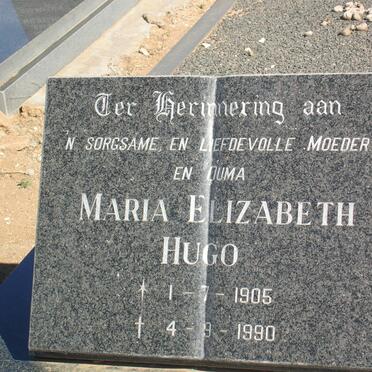 Ter Herinnering aan
'N SORGSAME EN LIEFDEVOLLE MOEDER
EN OUMA
MARIA ELIZABETH
HUGO
* 1-7-1905
† 4-9-1990